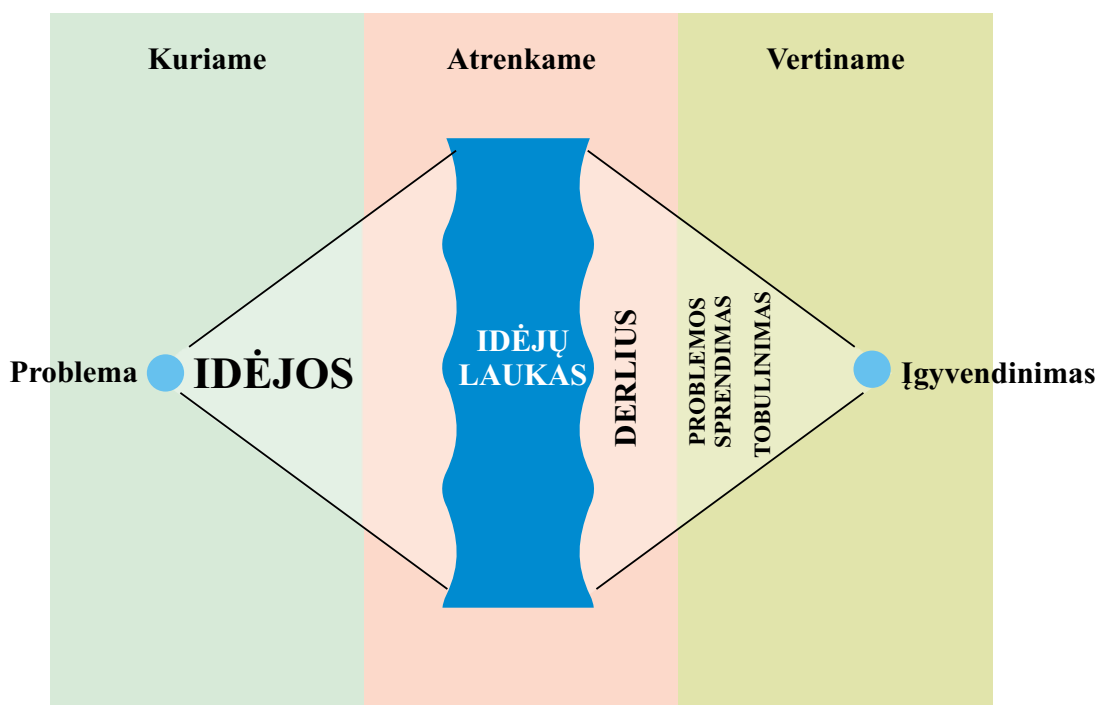 Kuriame
Atrenkame
Vertiname
Problema
IDĖJOS
IDĖJŲ
LAUKAS
DERLIUS
PROBLEMOS
SPRENDIMAS
TOBULINIMAS
Įgyvendinimas